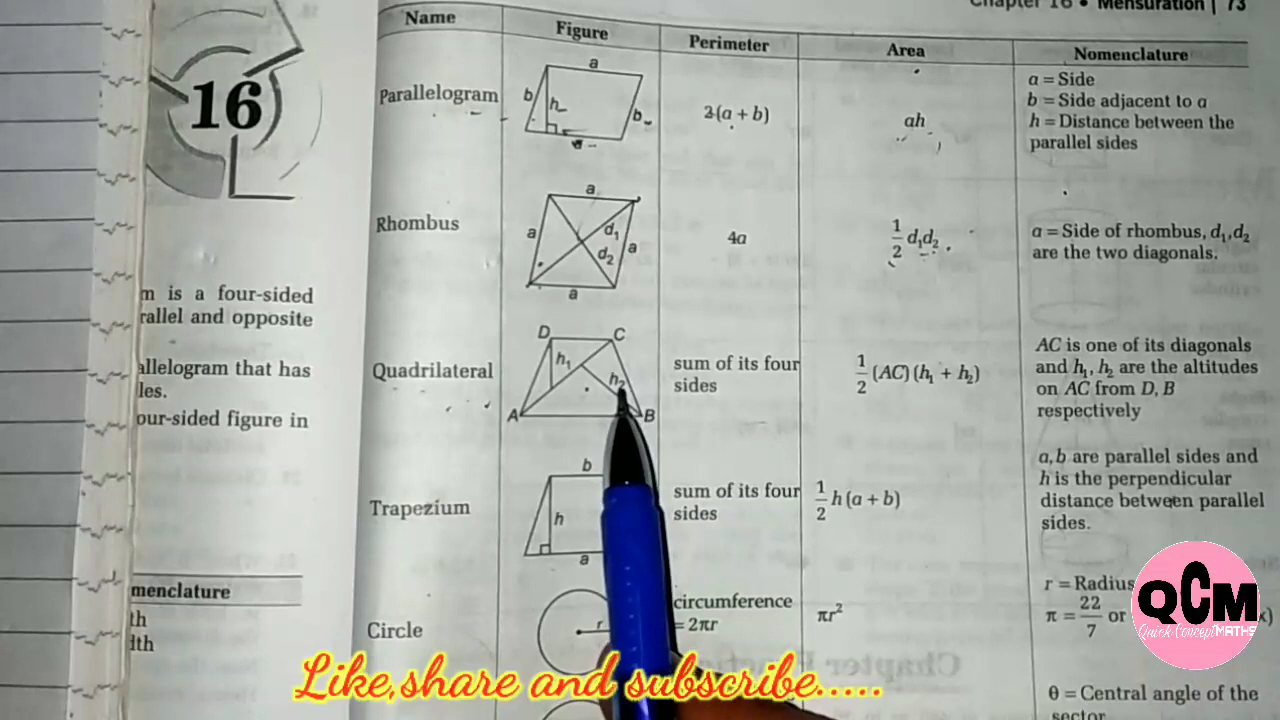 Chapter 16 • Mensuration | 73
16
m is a four-sided
rallel and opposite
allelogram that has
les.
our-sided figure in
menclature
th
dth
Name Figure Perimeter Area Nomenclature
Parallelogram
a
b h b
a
2(a + b)
ah
a = Side
b = Side adjacent to a
h = Distance between the
parallel sides
Rhombus
a
a d₁ a
d₂
a
4a
1/2 d₁d₂
a = Side of rhombus, d₁,d₂
are the two diagonals.
Quadrilateral
D C
h₁
h₂
A B
sum of its four
sides
1/2 (AC)(h₁ + h₂)
AC is one of its diagonals
and h₁, h₂ are the altitudes
on AC from D, B
respectively
Trapezium
b
h
a
sum of its four
sides
1/2 h(a + b)
a, b are parallel sides and
h is the perpendicular
distance between parallel
sides.
Circle
r
circumference
= 2πr
πr²
r = Radius
π = 22/7 or
θ = Central angle of the
sector
QCM
Quick Concept MATHS
Like,share and subscribe.....